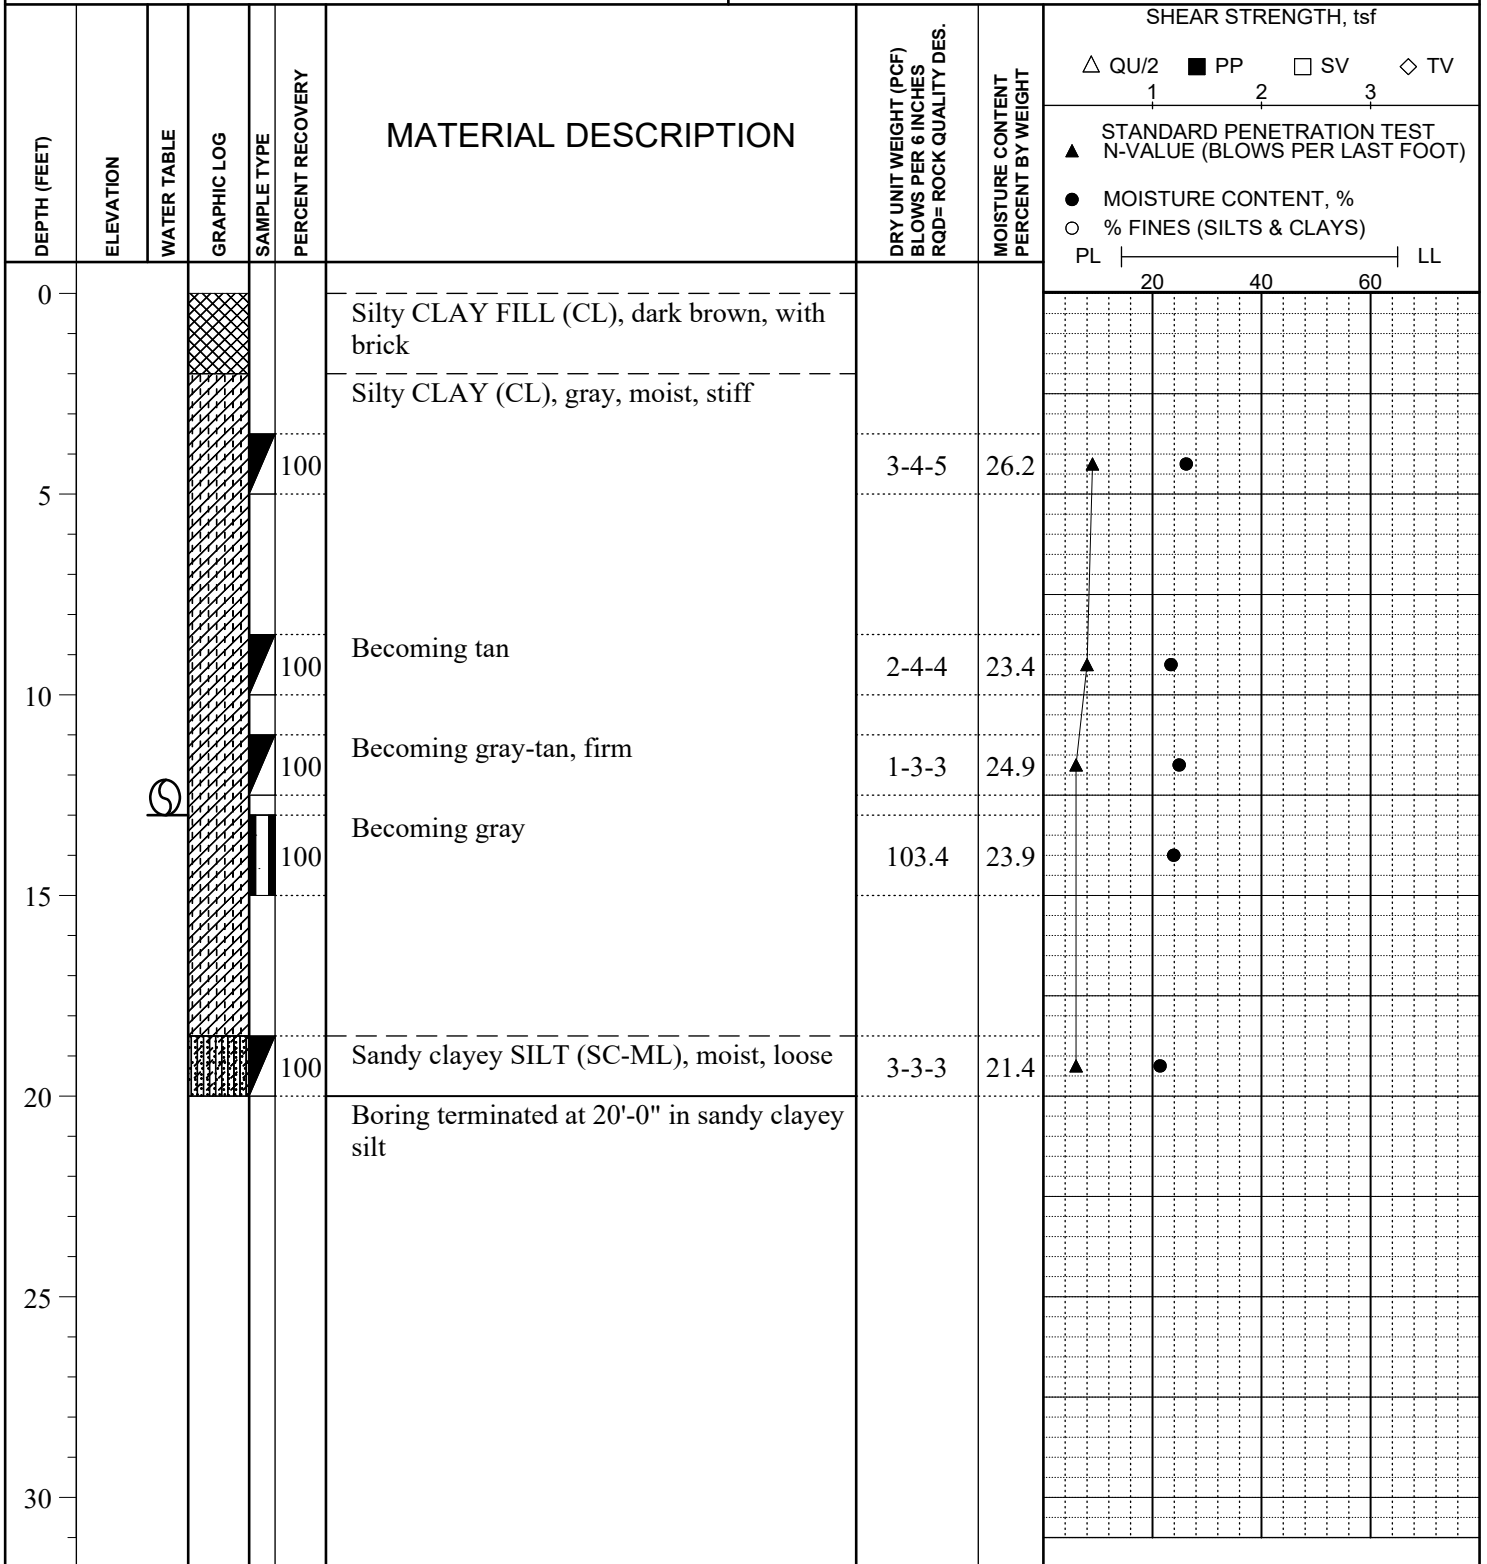 DEPTH (FEET)
ELEVATION
WATER TABLE
GRAPHIC LOG
SAMPLE TYPE
PERCENT RECOVERY
MATERIAL DESCRIPTION
DRY UNIT WEIGHT (PCF)
BLOWS PER 6 INCHES
RQD= ROCK QUALITY DES.
MOISTURE CONTENT
PERCENT BY WEIGHT
SHEAR STRENGTH, tsf
QU/2 PP SV TV
1 2 3
STANDARD PENETRATION TEST
N-VALUE (BLOWS PER LAST FOOT)
MOISTURE CONTENT, %
% FINES (SILTS & CLAYS)
PL LL
20 40 60
0
Silty CLAY FILL (CL), dark brown, with
brick
Silty CLAY (CL), gray, moist, stiff
100 3-4-5 26.2
5
Becoming tan
100 2-4-4 23.4
10
Becoming gray-tan, firm
100 1-3-3 24.9
Becoming gray
100 103.4 23.9
15
Sandy clayey SILT (SC-ML), moist, loose
100 3-3-3 21.4
20
Boring terminated at 20'-0" in sandy clayey
silt
25
30